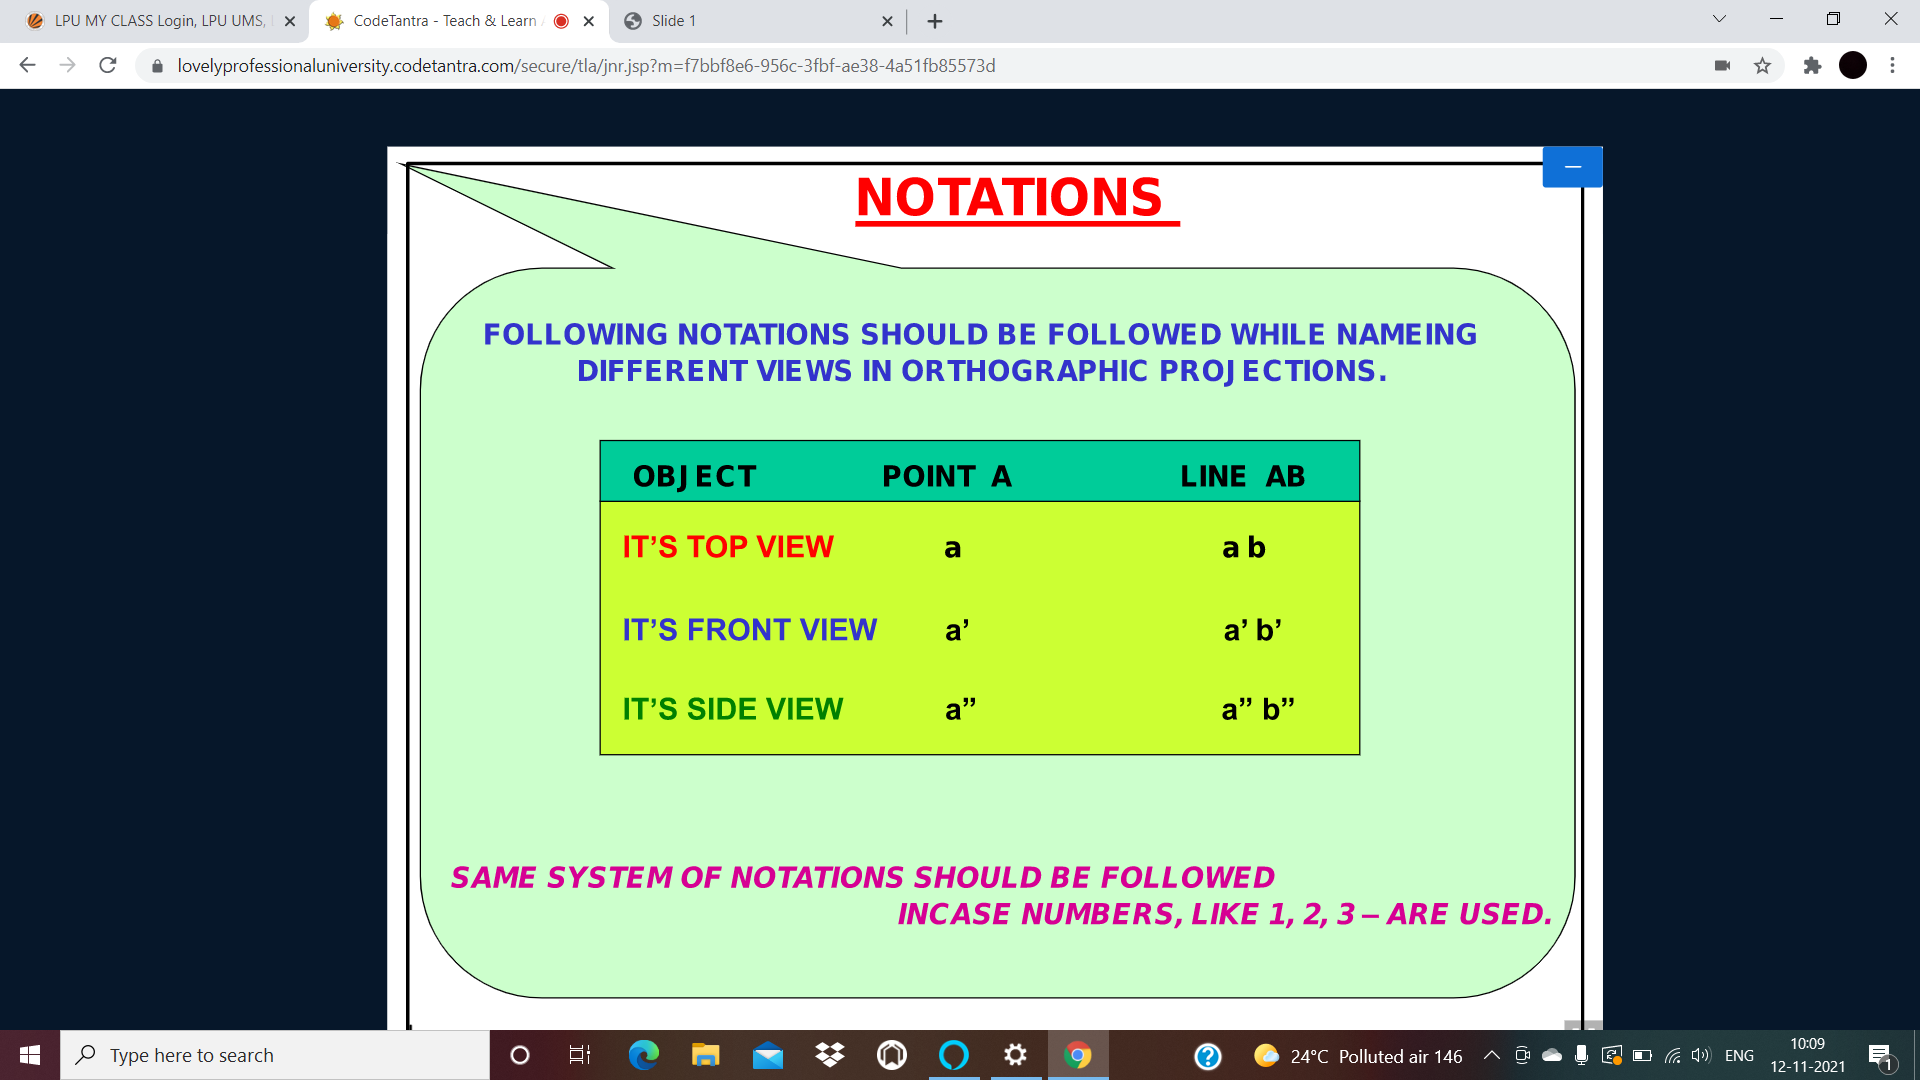 LPU MY CLASS Login, LPU UMS,
CodeTantra - Teach & Learn
Slide 1
lovelyprofessionaluniversity.codetantra.com/secure/tla/jnr.jsp?m=f7bbf8e6-956c-3fbf-ae38-4a51fb85573d
NOTATIONS
FOLLOWING NOTATIONS SHOULD BE FOLLOWED WHILE NAMEING
DIFFERENT VIEWS IN ORTHOGRAPHIC PROJECTIONS.
OBJECT POINT A LINE AB
IT’S TOP VIEW a a b
IT’S FRONT VIEW a’ a’ b’
IT’S SIDE VIEW a” a” b”
SAME SYSTEM OF NOTATIONS SHOULD BE FOLLOWED
INCASE NUMBERS, LIKE 1, 2, 3 – ARE USED.
Type here to search
24°C Polluted air 146
ENG
10:09
12-11-2021
1